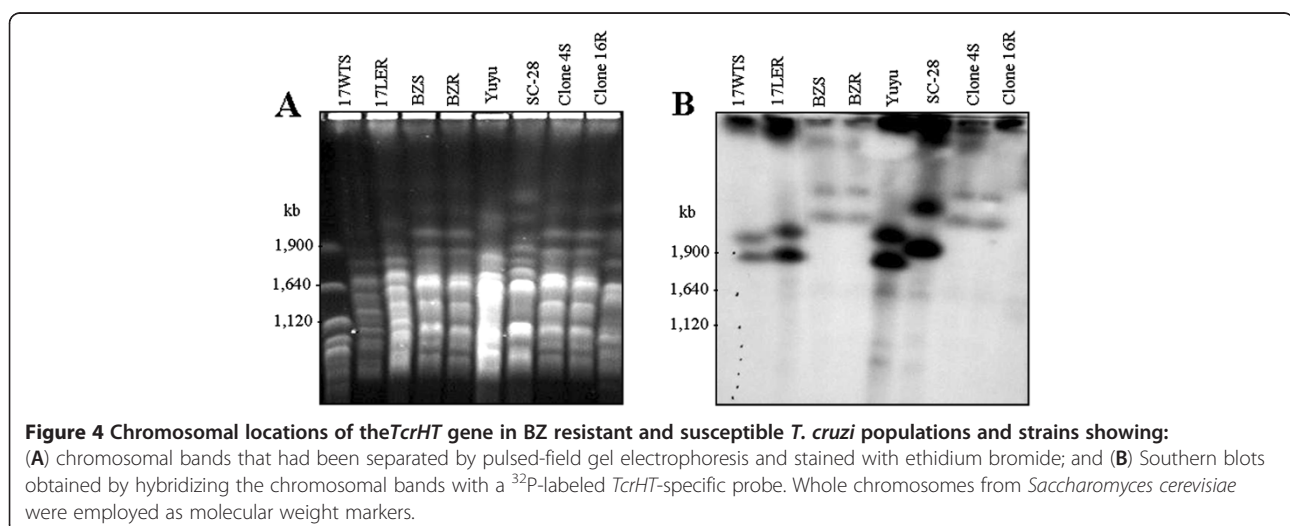 17WTS
17LER
BZS
BZR
Yuyu
SC-28
Clone 4S
Clone 16R
A
kb
1,900
1,640
1,120
17WTS
17LER
BZS
BZR
Yuyu
SC-28
Clone 4S
Clone 16R
B
kb
1,900
1,640
1,120
Figure 4 Chromosomal locations of theTcrHT gene in BZ resistant and susceptible T. cruzi populations and strains showing:
(A) chromosomal bands that had been separated by pulsed-field gel electrophoresis and stained with ethidium bromide; and (B) Southern blots
obtained by hybridizing the chromosomal bands with a ³²P-labeled TcrHT-specific probe. Whole chromosomes from Saccharomyces cerevisiae
were employed as molecular weight markers.